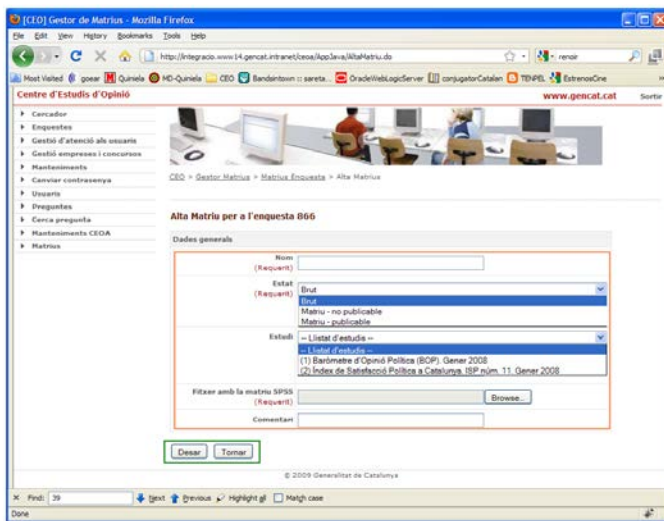 [CEO] Gestor de Matrius - Mozilla Firefox
File Edit View History Bookmarks Tools Help
http://integracio.www14.gencat.intranet/ceoa/AppJava/AltaMatriu.do
renoir
Most Visited goear Quiniela MD-Quiniela CEO Bandsintown :: sareta... OracleWebLogicServer conjugatorCatalan TENPEL EstrenosCine
Centre d'Estudis d'Opinió
www.gencat.cat
Sortir
Cercador
Enquestes
Gestió d'atenció als usuaris
Gestió empreses i concursos
Manteniments
Canviar contrasenya
Usuaris
Preguntes
Cerca pregunta
Manteniments CEOA
Matrius
CEO > Gestor Matrius > Matrius Enquesta > Alta Matrius
Alta Matriu per a l'enquesta 866
Dades generals
Nom
(Requerit)
Estat
(Requerit)
Brut
Brut
Matriu - no publicable
Matriu - publicable
Estudi
-- Llistat d'estudis --
-- Llistat d'estudis --
(1) Baròmetre d'Opinió Política (BOP). Gener 2008
(2) Índex de Satisfacció Política a Catalunya. ISP núm. 11. Gener 2008
Fitxer amb la matriu SPSS
(Requerit)
Browse...
Comentari
Desar Tornar
© 2009 Generalitat de Catalunya
Find: 39 Next Previous Highlight all Match case
Done